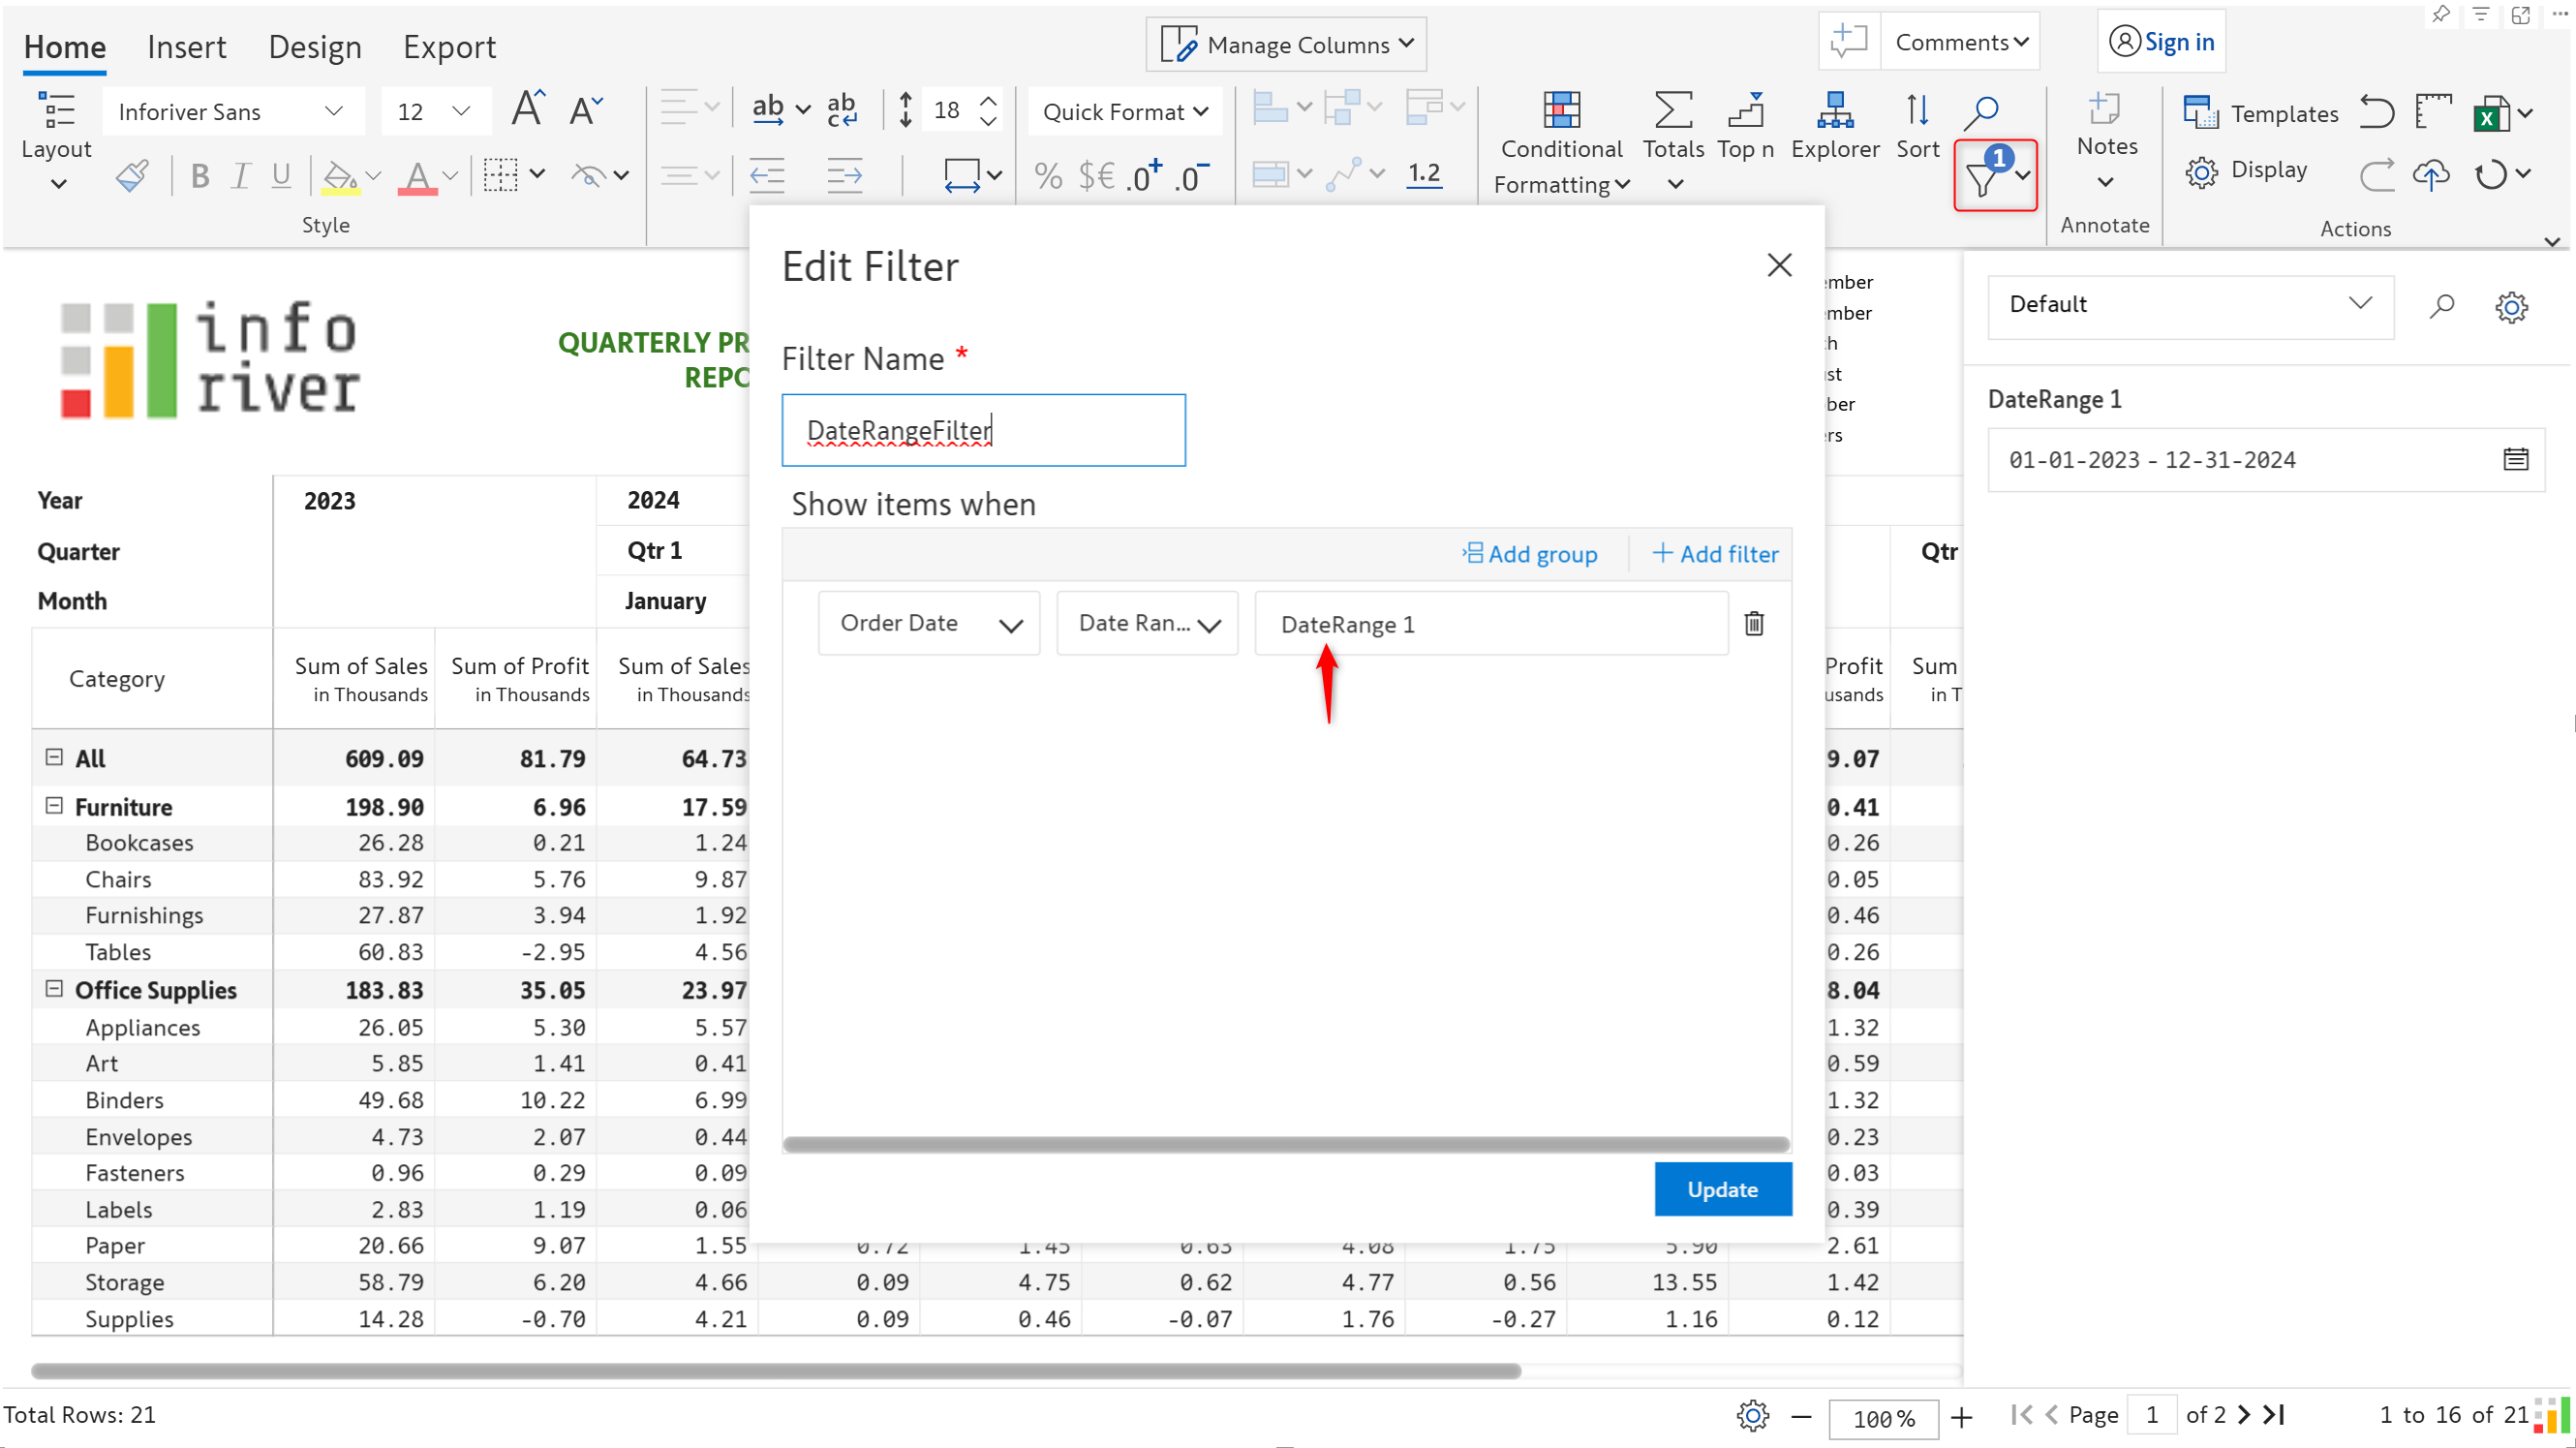 Home Insert Design Export
Manage Columns
Comments
Sign in
Layout
Inforiver Sans
12
A A
ab
ab
c
18
Quick Format
Conditional
Formatting
Totals
Top n
Explorer
Sort
1
Notes
Templates
B I U
A
% $€ .0+ .0-
1.2
Display
Style
Annotate
Actions
info
river
QUARTERLY PR
REPO
Edit Filter
Filter Name *
DateRangeFilter
Show items when
Add group
Add filter
Order Date
Date Ran...
DateRange 1
Update
ember
ember
ch
ust
ber
ers
Default
DateRange 1
01-01-2023 - 12-31-2024
Year 2023 2024
Quarter Qtr 1 Qtr
Month January
Category
Sum of Sales Sum of Profit Sum of Sales Profit Sum
in Thousands in Thousands in Thousands usands in T
All 609.09 81.79 64.73 9.07
Furniture 198.90 6.96 17.59 0.41
Bookcases 26.28 0.21 1.24 0.26
Chairs 83.92 5.76 9.87 0.05
Furnishings 27.87 3.94 1.92 0.46
Tables 60.83 -2.95 4.56 0.26
Office Supplies 183.83 35.05 23.97 8.04
Appliances 26.05 5.30 5.57 1.32
Art 5.85 1.41 0.41 0.59
Binders 49.68 10.22 6.99 1.32
Envelopes 4.73 2.07 0.44 0.23
Fasteners 0.96 0.29 0.09 0.03
Labels 2.83 1.19 0.06 0.39
Paper 20.66 9.07 1.55 0.72 1.45 0.63 4.08 1.75 5.90 2.61
Storage 58.79 6.20 4.66 0.09 4.75 0.62 4.77 0.56 13.55 1.42
Supplies 14.28 -0.70 4.21 0.09 0.46 -0.07 1.76 -0.27 1.16 0.12
Total Rows: 21
100%
Page 1 of 2
1 to 16 of 21